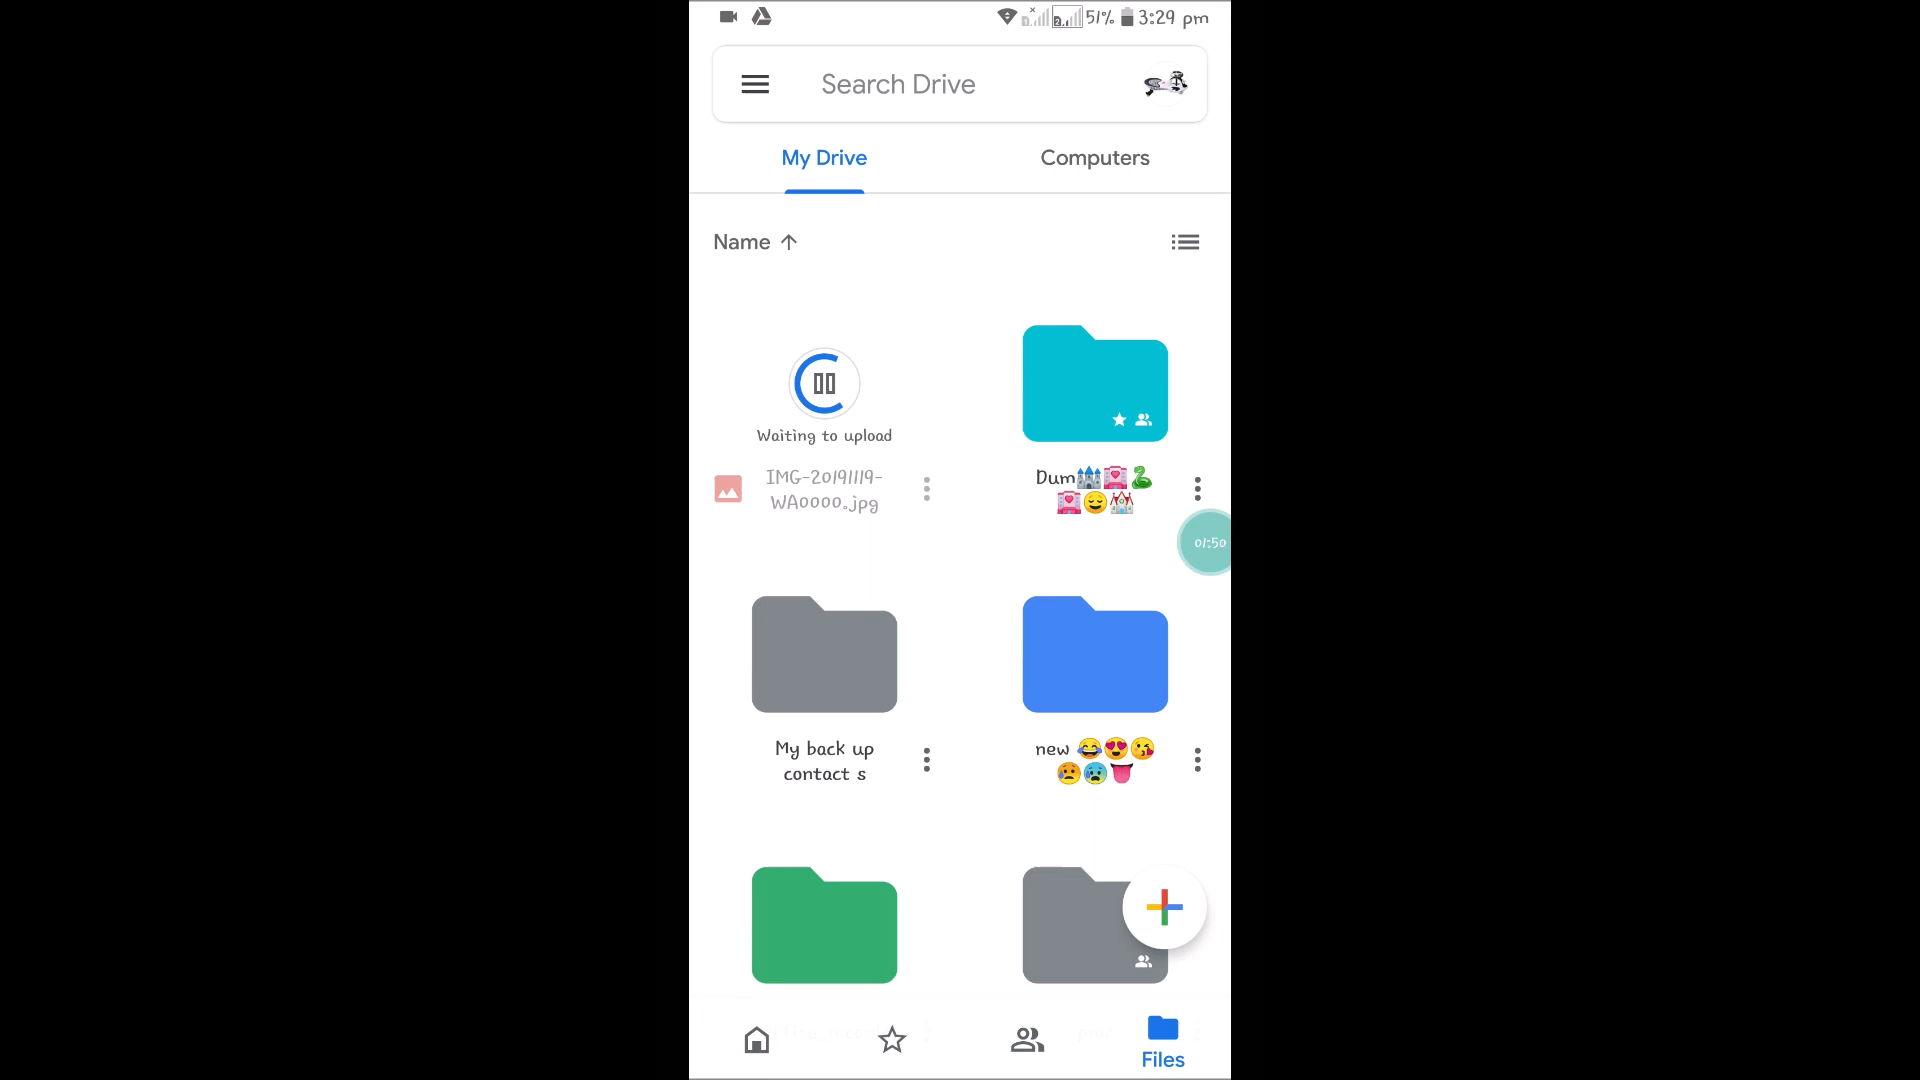 51% 3:29 pm
Search Drive
My Drive Computers
Name
Waiting to upload
IMG-20191119-
WA0000.jpg
Dum🏰🏩🐍
🏩😌💒
01:50
My back up
contact s
new 😂😍😘
😥😰👅
Files